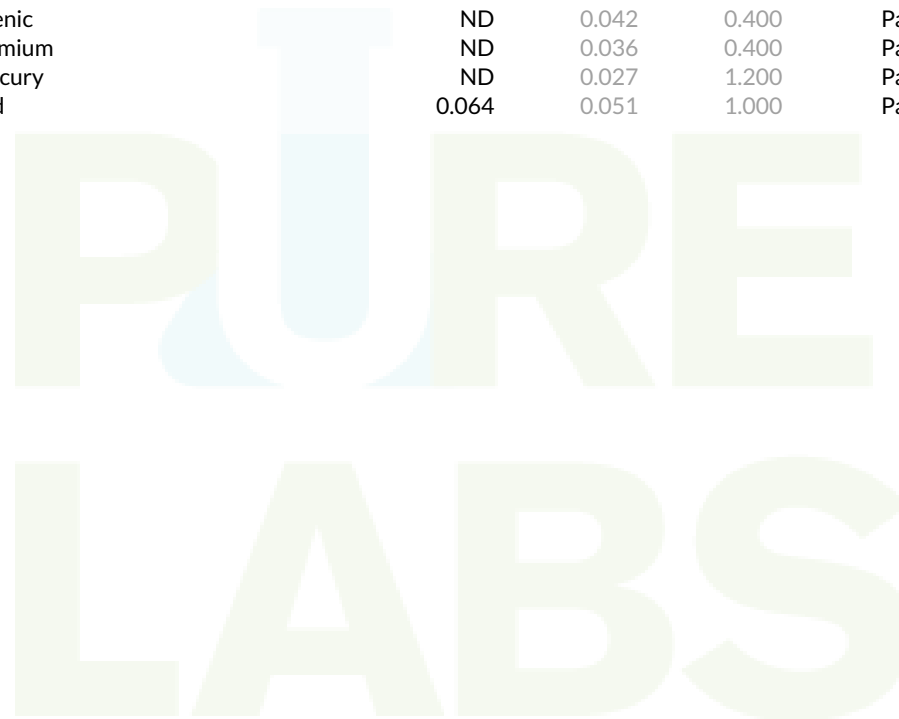 enic ND 0.042 0.400 Pa
mium ND 0.036 0.400 Pa
cury ND 0.027 1.200 Pa
d 0.064 0.051 1.000 Pa
PURE
LABS